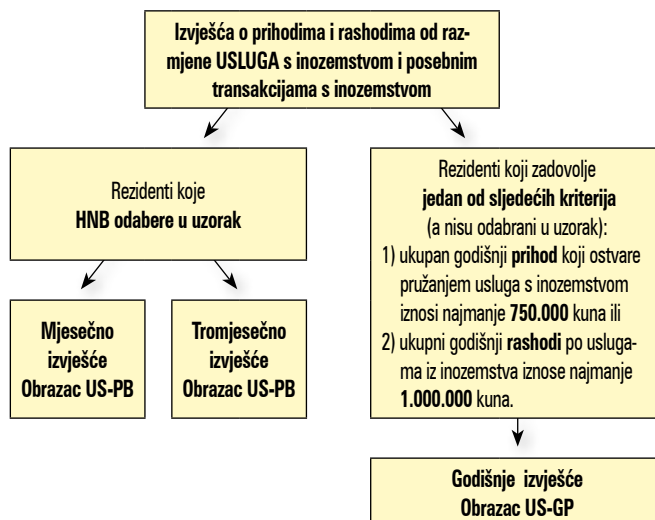 Izvješća o prihodima i rashodima od raz-
mjene USLUGA s inozemstvom i posebnim
transakcijama s inozemstvom
Rezidenti koje
HNB odabere u uzorak
Mjesečno
izvješće
Obrazac US-PB
Tromjesečno
izvješće
Obrazac US-PB
Rezidenti koji zadovolje
jedan od sljedećih kriterija
(a nisu odabrani u uzorak):
1) ukupan godišnji prihod koji ostvare
pružanjem usluga s inozemstvom
iznosi najmanje 750.000 kuna ili
2) ukupni godišnji rashodi po usluga-
ma iz inozemstva iznose najmanje
1.000.000 kuna.
Godišnje izvješće
Obrazac US-GP